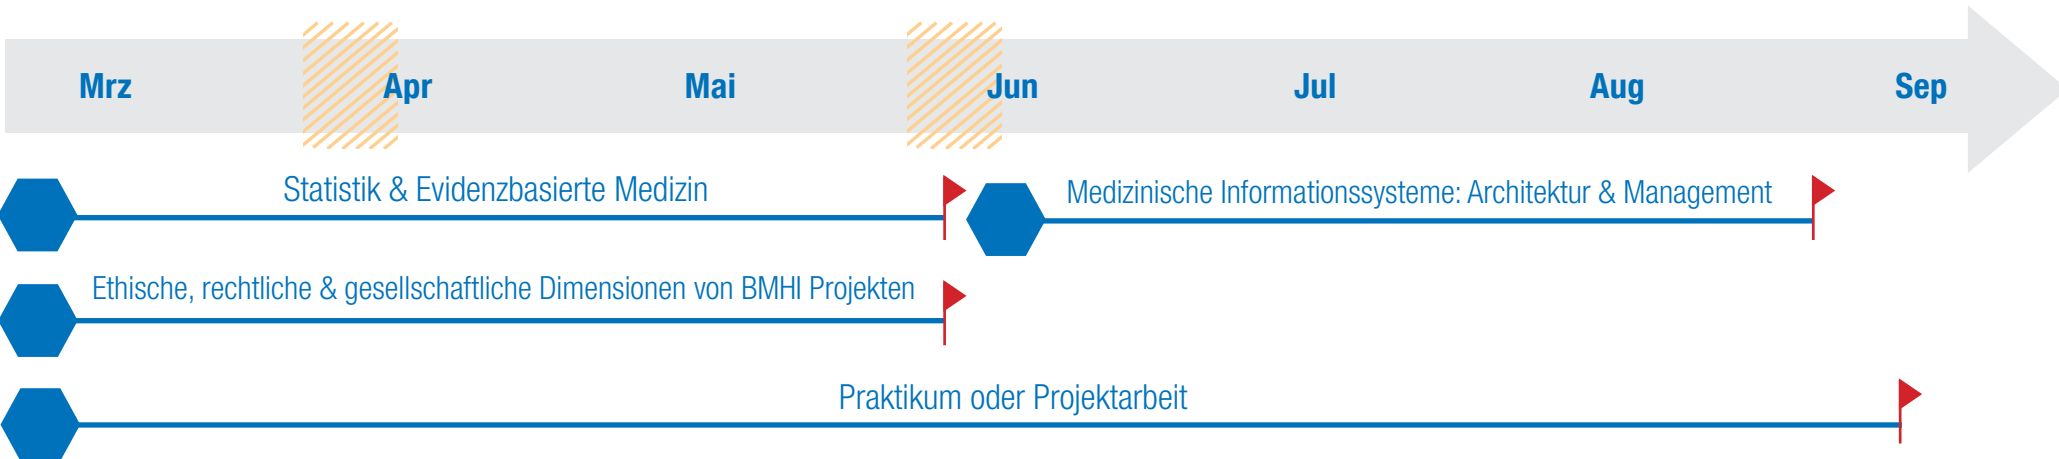 Mrz Apr Mai Jun Jul Aug Sep
Statistik & Evidenzbasierte Medizin
Medizinische Informationssysteme: Architektur & Management
Ethische, rechtliche & gesellschaftliche Dimensionen von BMHI Projekten
Praktikum oder Projektarbeit